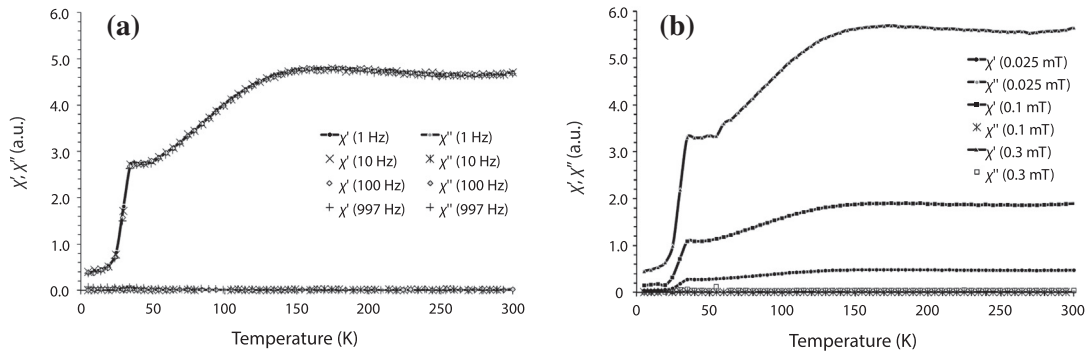 (a)
6.0
5.0
4.0
3.0
2.0
1.0
0.0
χ′, χ″ (a.u.)
χ′ (1 Hz) χ″ (1 Hz)
χ′ (10 Hz) χ″ (10 Hz)
χ′ (100 Hz) χ″ (100 Hz)
χ′ (997 Hz) χ″ (997 Hz)
0 50 100 150 200 250 300
Temperature (K)
(b)
6.0
5.0
4.0
3.0
2.0
1.0
0
χ′, χ″ (a.u.)
χ′ (0.025 mT)
χ″ (0.025 mT)
χ′ (0.1 mT)
χ″ (0.1 mT)
χ′ (0.3 mT)
χ″ (0.3 mT)
0 50 100 150 200 250 300
Temperature (K)